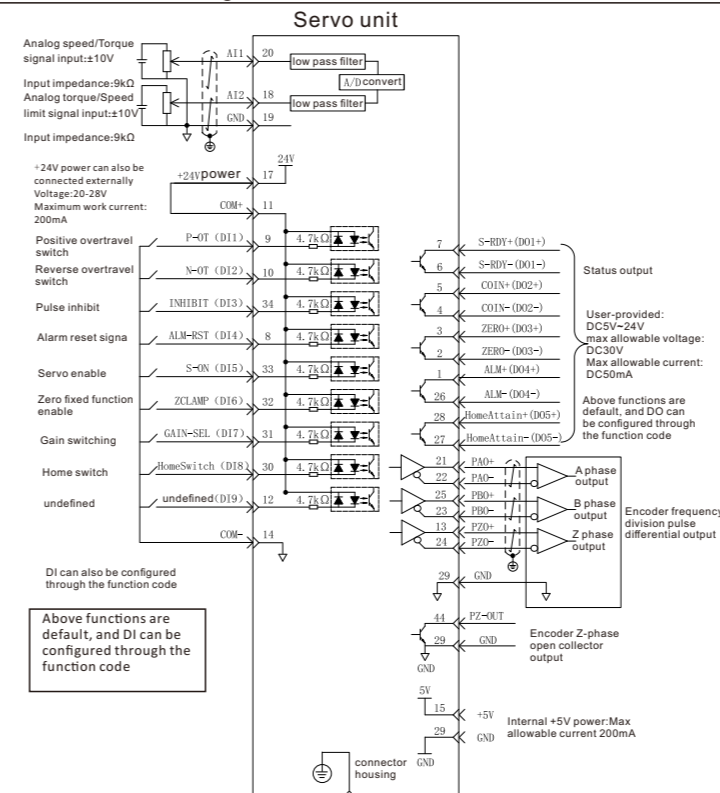 Servo unit
Analog speed/Torque
signal input:±10V
Input impedance:9kΩ
Analog torque/Speed
limit signal input:±10V
Input impedance:9kΩ
AI1
20
low pass filter
A/D convert
AI2
18
low pass filter
GND
19
+24V power can also be
connected externally
Voltage:20-28V
Maximum work current:
200mA
+24Vpower
17
24V
COM+
11
Positive overtravel
switch
P-OT (DI1)
9
4.7kΩ
Reverse overtravel
switch
N-OT (DI2)
10
4.7kΩ
Pulse inhibit
INHIBIT (DI3)
34
4.7kΩ
Alarm reset signa
ALM-RST (DI4)
8
4.7kΩ
Servo enable
S-ON (DI5)
33
4.7kΩ
Zero fixed function
enable
ZCLAMP (DI6)
32
4.7kΩ
Gain switching
GAIN-SEL (DI7)
31
4.7kΩ
Home switch
HomeSwitch (DI8)
30
4.7kΩ
undefined
undefined(DI9)
12
4.7kΩ
COM-
14
DI can also be configured
through the function code
Above functions are
default, and DI can be
configured through the
function code
7
S-RDY+(DO1+)
6
S-RDY-(DO1-)
5
COIN+(DO2+)
4
COIN-(DO2-)
3
ZERO+(DO3+)
2
ZERO-(DO3-)
1
ALM+(DO4+)
26
ALM-(DO4-)
28
HomeAttain+(DO5+)
27
HomeAttain-(DO5-)
Status output
User-provided:
DC5V~24V
max allowable voltage:
DC30V
Max allowable current:
DC50mA
Above functions are
default, and DO can
be configured through
the function code
21
PAO+
22
PAO-
25
PBO+
23
PBO-
13
PZO+
24
PZO-
A phase
output
B phase
output
Z phase
output
Encoder frequency
division pulse
differential output
29
GND
44
PZ-OUT
29
GND
GND
Encoder Z-phase
open collector
output
5V
15
+5V
29
GND
GND
Internal +5V power:Max
allowable current 200mA
connector
housing